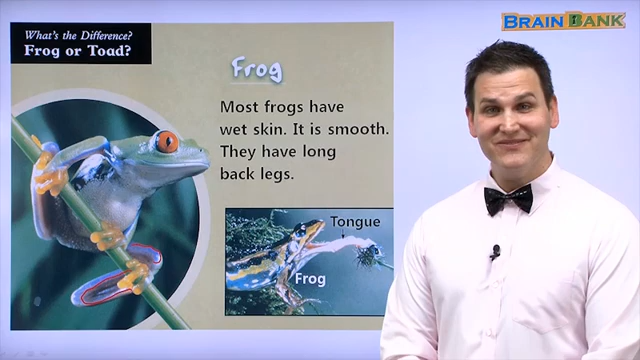 What's the Difference?
Frog or Toad?
BRAIN BANK
Frog
Most frogs have
wet skin. It is smooth.
They have long
back legs.
Tongue
Frog